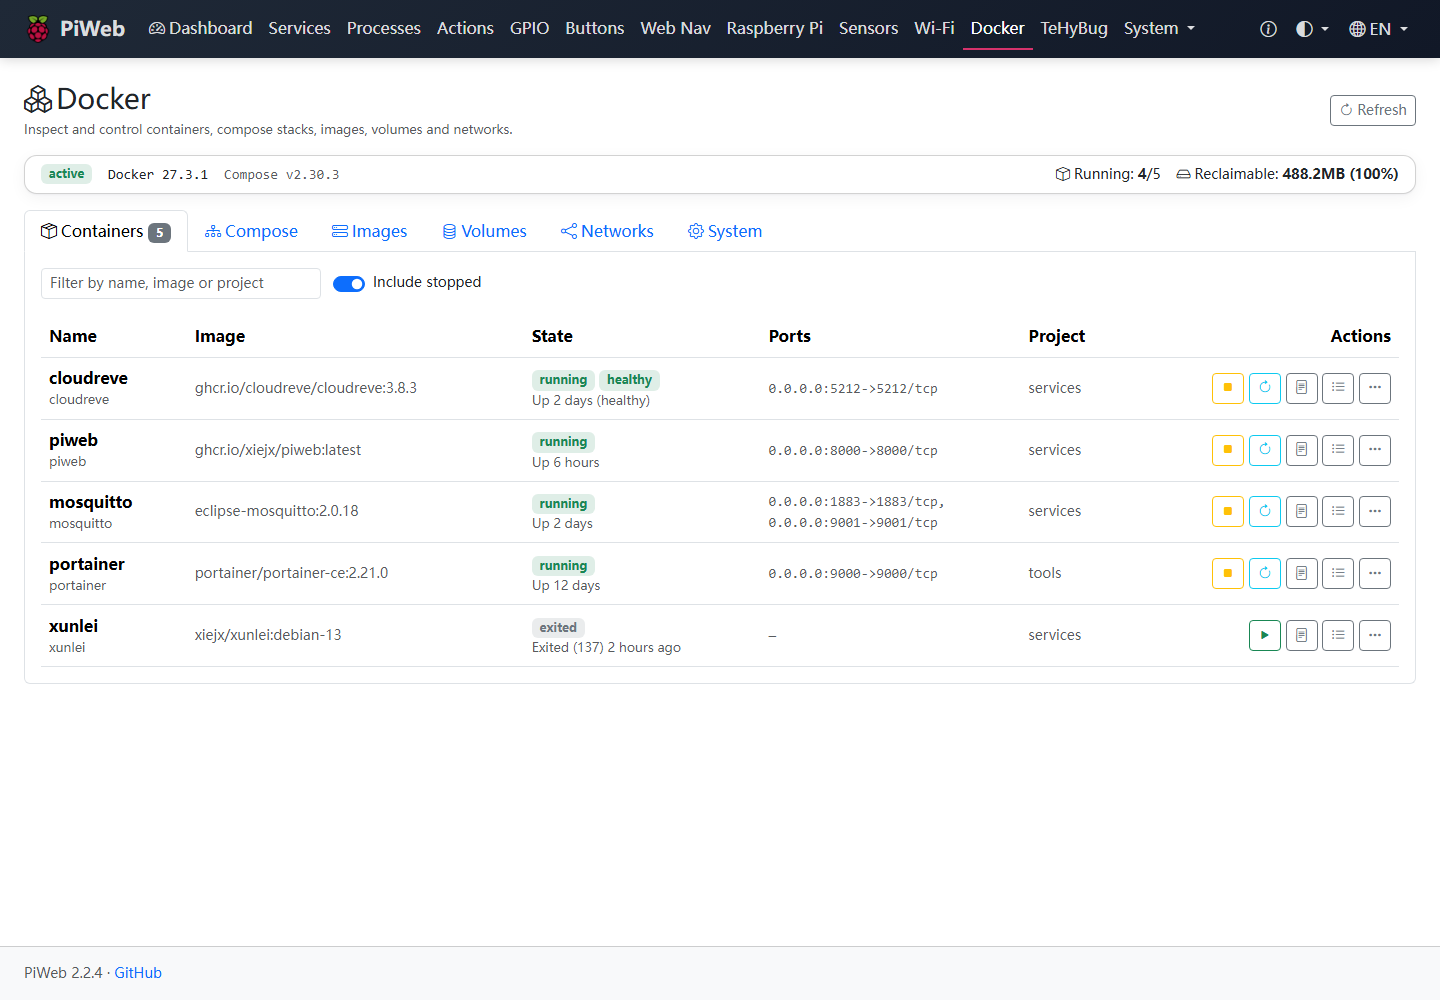 PiWeb Dashboard Services Processes Actions GPIO Buttons Web Nav Raspberry Pi Sensors Wi-Fi Docker TeHyBug System EN
Docker
Refresh
Inspect and control containers, compose stacks, images, volumes and networks.
active Docker 27.3.1 Compose v2.30.3 Running: 4/5 Reclaimable: 488.2MB (100%)
Containers 5 Compose Images Volumes Networks System
Filter by name, image or project Include stopped
Name Image State Ports Project Actions
cloudreve
cloudreve
ghcr.io/cloudreve/cloudreve:3.8.3
running healthy
Up 2 days (healthy)
0.0.0.0:5212->5212/tcp
services
piweb
piweb
ghcr.io/xiejx/piweb:latest
running
Up 6 hours
0.0.0.0:8000->8000/tcp
services
mosquitto
mosquitto
eclipse-mosquitto:2.0.18
running
Up 2 days
0.0.0.0:1883->1883/tcp,
0.0.0.0:9001->9001/tcp
services
portainer
portainer
portainer/portainer-ce:2.21.0
running
Up 12 days
0.0.0.0:9000->9000/tcp
tools
xunlei
xunlei
xiejx/xunlei:debian-13
exited
Exited (137) 2 hours ago
–
services
PiWeb 2.2.4 · GitHub